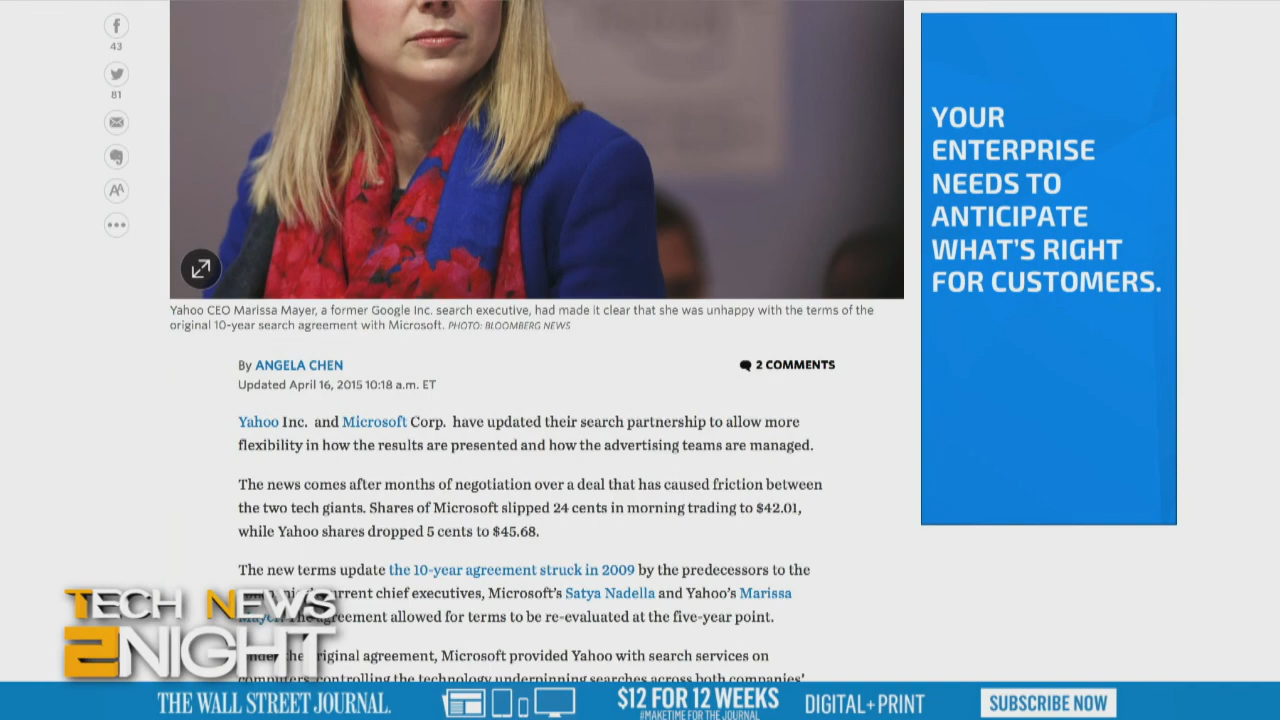 43
81
AA
Yahoo CEO Marissa Mayer, a former Google Inc. search executive, had made it clear that she was unhappy with the terms of the
original 10-year search agreement with Microsoft. PHOTO: BLOOMBERG NEWS
By ANGELA CHEN
2 COMMENTS
Updated April 16, 2015 10:18 a.m. ET
Yahoo Inc. and Microsoft Corp. have updated their search partnership to allow more
flexibility in how the results are presented and how the advertising teams are managed.
The news comes after months of negotiation over a deal that has caused friction between
the two tech giants. Shares of Microsoft slipped 24 cents in morning trading to $42.01,
while Yahoo shares dropped 5 cents to $45.68.
The new terms update the 10-year agreement struck in 2009 by the predecessors to the
current chief executives, Microsoft's Satya Nadella and Yahoo's Marissa
Mayer. The agreement allowed for terms to be re-evaluated at the five-year point.
Under the original agreement, Microsoft provided Yahoo with search services on
computers, controlling the technology underpinning searches across both companies'
YOUR
ENTERPRISE
NEEDS TO
ANTICIPATE
WHAT'S RIGHT
FOR CUSTOMERS.
TECH NEWS
2NIGHT
THE WALL STREET JOURNAL.
$12 FOR 12 WEEKS
#MAKETIME FOR THE JOURNAL
DIGITAL+PRINT
SUBSCRIBE NOW